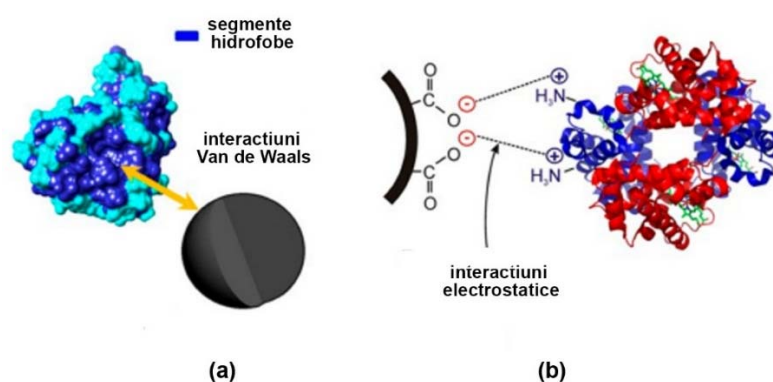 segmente
hidrofobe
interactiuni
Van de Waals
O
C
O
⊖
⊕
H₃N
⊖
⊕
O
C
O
H₃N
interactiuni
electrostatice
(a)
(b)